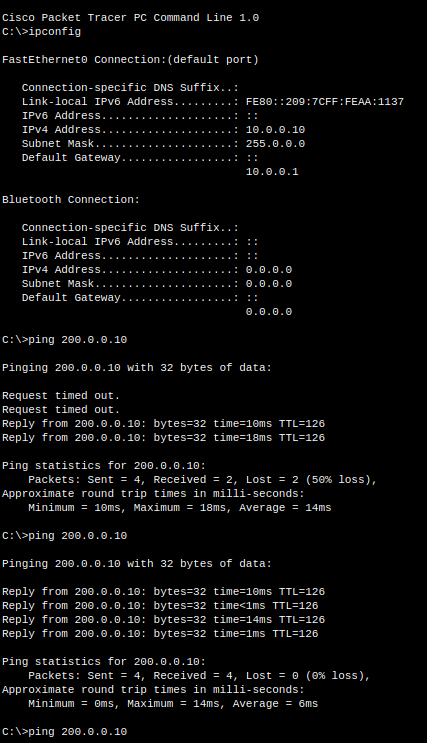 Cisco Packet Tracer PC Command Line 1.0
C:\>ipconfig
FastEthernet0 Connection:(default port)
Connection-specific DNS Suffix..:
Link-local IPv6 Address.........: FE80::209:7CFF:FEAA:1137
IPv6 Address....................: ::
IPv4 Address....................: 10.0.0.10
Subnet Mask.....................: 255.0.0.0
Default Gateway.................: ::
10.0.0.1
Bluetooth Connection:
Connection-specific DNS Suffix..:
Link-local IPv6 Address.........: ::
IPv6 Address....................: ::
IPv4 Address....................: 0.0.0.0
Subnet Mask.....................: 0.0.0.0
Default Gateway.................: ::
0.0.0.0
C:\>ping 200.0.0.10
Pinging 200.0.0.10 with 32 bytes of data:
Request timed out.
Request timed out.
Reply from 200.0.0.10: bytes=32 time=10ms TTL=126
Reply from 200.0.0.10: bytes=32 time=18ms TTL=126
Ping statistics for 200.0.0.10:
Packets: Sent = 4, Received = 2, Lost = 2 (50% loss),
Approximate round trip times in milli-seconds:
Minimum = 10ms, Maximum = 18ms, Average = 14ms
C:\>ping 200.0.0.10
Pinging 200.0.0.10 with 32 bytes of data:
Reply from 200.0.0.10: bytes=32 time=10ms TTL=126
Reply from 200.0.0.10: bytes=32 time<1ms TTL=126
Reply from 200.0.0.10: bytes=32 time=14ms TTL=126
Reply from 200.0.0.10: bytes=32 time=1ms TTL=126
Ping statistics for 200.0.0.10:
Packets: Sent = 4, Received = 4, Lost = 0 (0% loss),
Approximate round trip times in milli-seconds:
Minimum = 0ms, Maximum = 14ms, Average = 6ms
C:\>ping 200.0.0.10